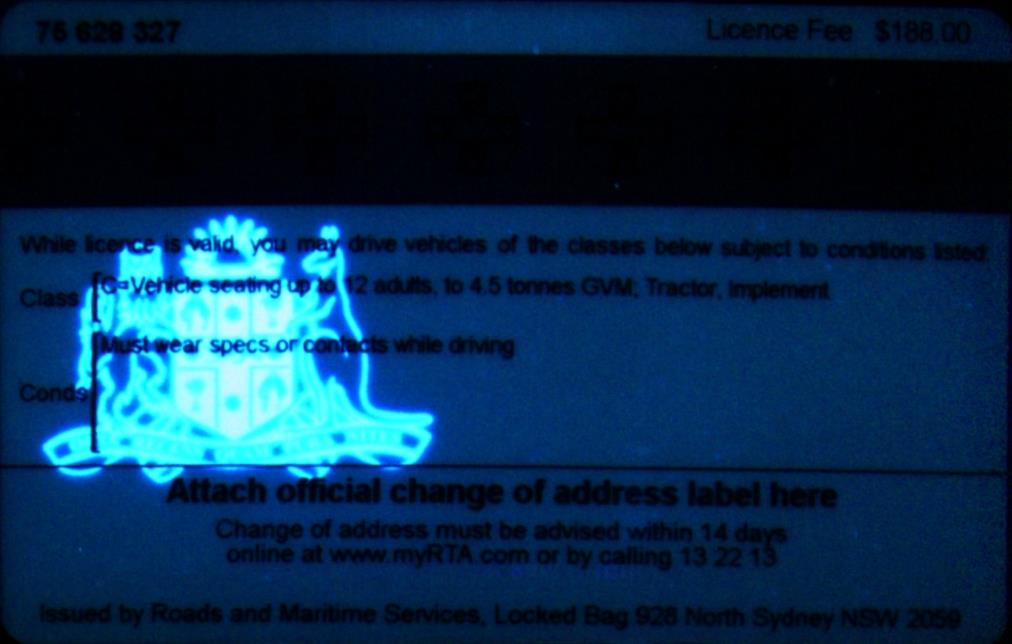 76 629 327 Licence Fee $188.00
While licence is valid, you may drive vehicles of the classes below subject to conditions listed
Class C=Vehicle seating up to 12 adults, to 4.5 tonnes GVM; Tractor, Implement
Must wear specs or contacts while driving
Conds
Attach official change of address label here
Change of address must be advised within 14 days
online at www.myRTA.com or by calling 13 22 13
Issued by Roads and Maritime Services, Locked Bag 928 North Sydney NSW 2059